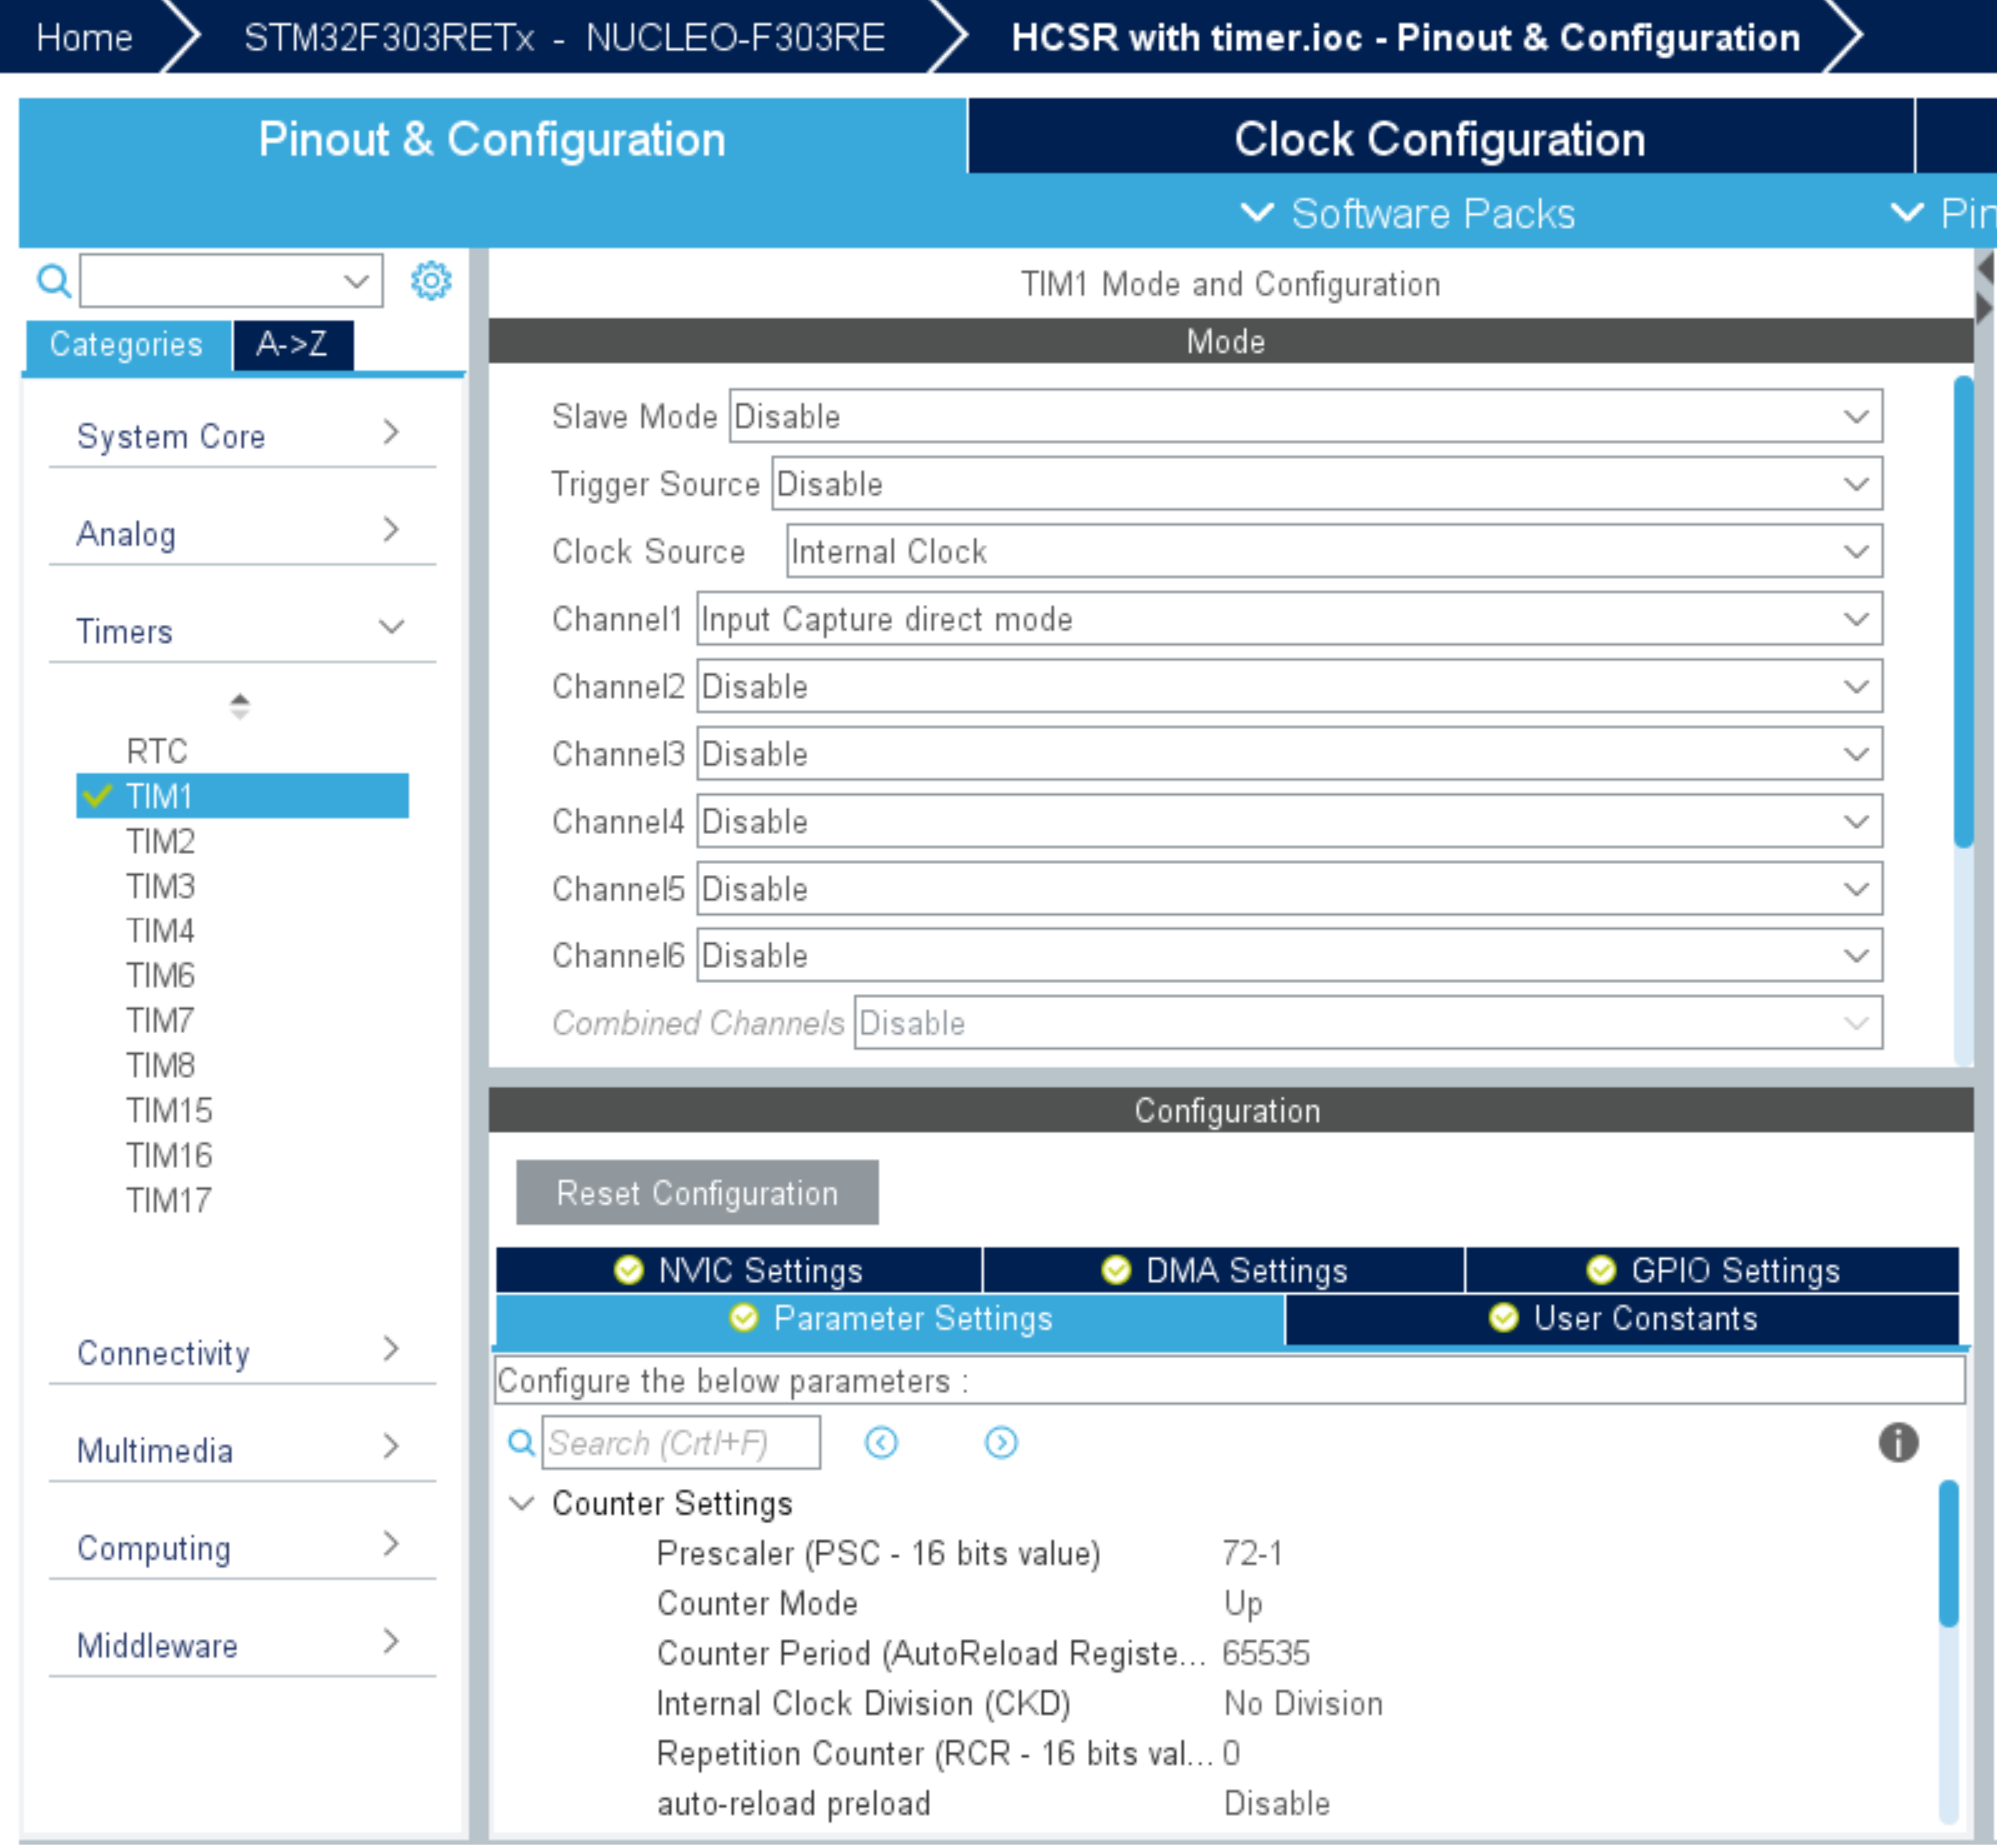 Home
STM32F303RETx - NUCLEO-F303RE
HCSR with timer.ioc - Pinout & Configuration
Pinout & Configuration
Clock Configuration
Software Packs
Pin
Categories
A->Z
System Core
Analog
Timers
RTC
TIM1
TIM2
TIM3
TIM4
TIM6
TIM7
TIM8
TIM15
TIM16
TIM17
Connectivity
Multimedia
Computing
Middleware
TIM1 Mode and Configuration
Mode
Slave Mode Disable
Trigger Source Disable
Clock Source Internal Clock
Channel1 Input Capture direct mode
Channel2 Disable
Channel3 Disable
Channel4 Disable
Channel5 Disable
Channel6 Disable
Combined Channels Disable
Configuration
Reset Configuration
NVIC Settings
DMA Settings
GPIO Settings
Parameter Settings
User Constants
Configure the below parameters :
Search (Crtl+F)
Counter Settings
Prescaler (PSC - 16 bits value) 72-1
Counter Mode Up
Counter Period (AutoReload Registe... 65535
Internal Clock Division (CKD) No Division
Repetition Counter (RCR - 16 bits val... 0
auto-reload preload Disable